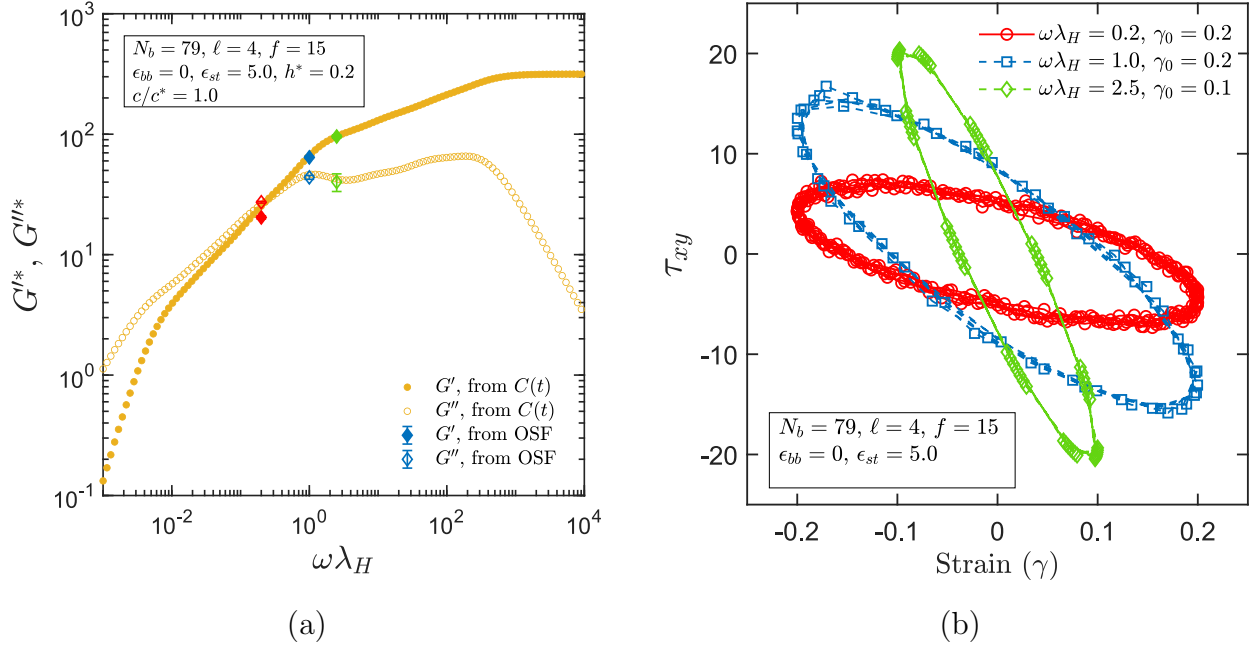 N_b = 79, ℓ = 4, f = 15
ϵ_bb = 0, ϵ_st = 5.0, h* = 0.2
c/c* = 1.0
G'*, G''*
10^3
10^2
10^1
10^0
10^-1
10^-2
10^0
10^2
10^4
ωλ_H
G', from C(t)
G'', from C(t)
G', from OSF
G'', from OSF
(a)
ωλ_H = 0.2, γ_0 = 0.2
ωλ_H = 1.0, γ_0 = 0.2
ωλ_H = 2.5, γ_0 = 0.1
τ_xy
20
10
0
-10
-20
N_b = 79, ℓ = 4, f = 15
ϵ_bb = 0, ϵ_st = 5.0
-0.2
-0.1
0
0.1
0.2
Strain (γ)
(b)